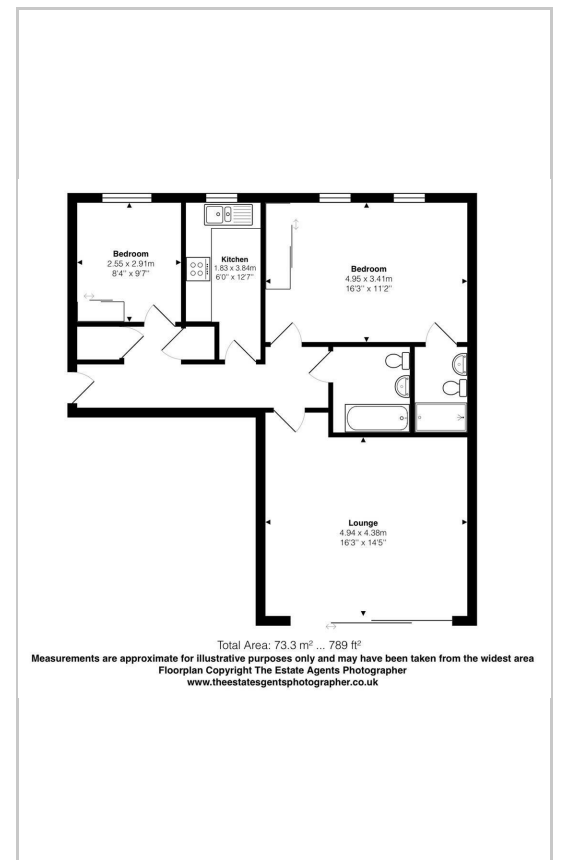 Bedroom
2.55 x 2.91m
8'4'' x 9'7''
Kitchen
1.83 x 3.84m
6'0'' x 12'7''
Bedroom
4.95 x 3.41m
16'3'' x 11'2''
Lounge
4.94 x 4.38m
16'3'' x 14'5''
Total Area: 73.3 m² ... 789 ft²
Measurements are approximate for illustrative purposes only and may have been taken from the widest area
Floorplan Copyright The Estate Agents Photographer
www.theestatesgentsphotographer.co.uk